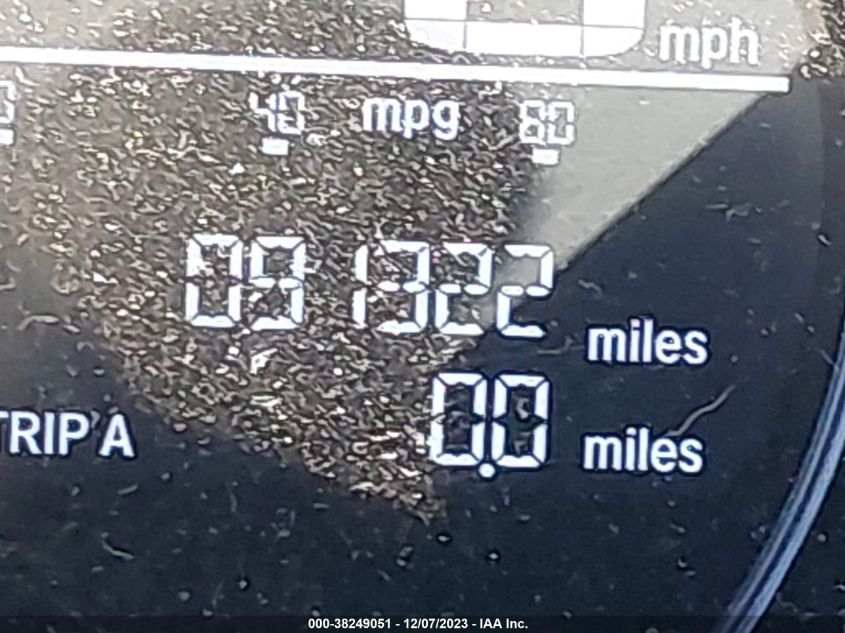 mph
40 mpg 60
091322 miles
TRIP A 0.0 miles
000-38249051 - 12/07/2023 - IAA Inc.